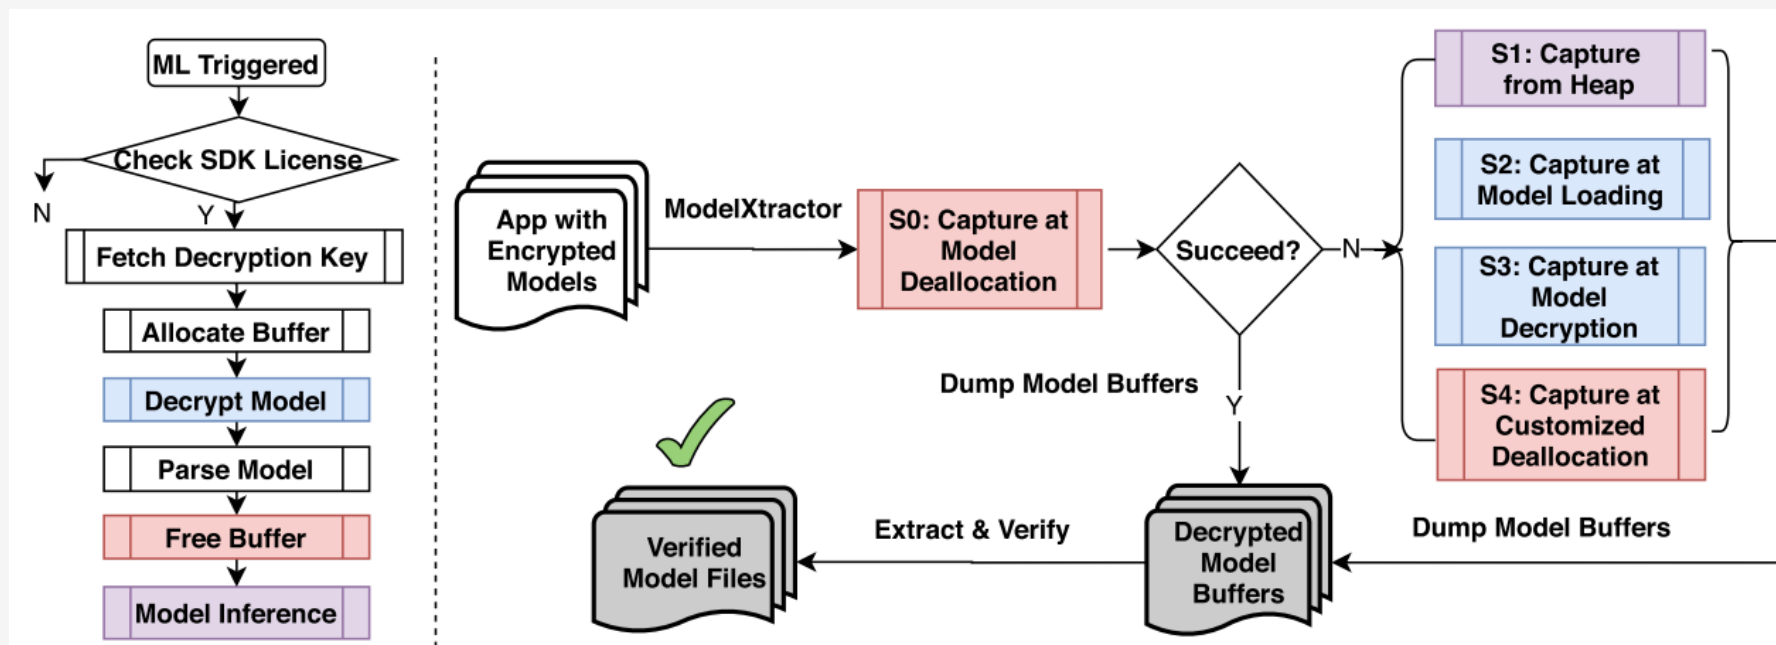 ML Triggered
Check SDK License
N
Y
Fetch Decryption Key
Allocate Buffer
Decrypt Model
Parse Model
Free Buffer
Model Inference
App with
Encrypted
Models
ModelXtractor
S0: Capture at
Model
Deallocation
Succeed?
N
Y
Dump Model Buffers
S1: Capture
from Heap
S2: Capture at
Model Loading
S3: Capture at
Model
Decryption
S4: Capture at
Customized
Deallocation
Dump Model Buffers
Decrypted
Model
Buffers
Extract & Verify
Verified
Model Files